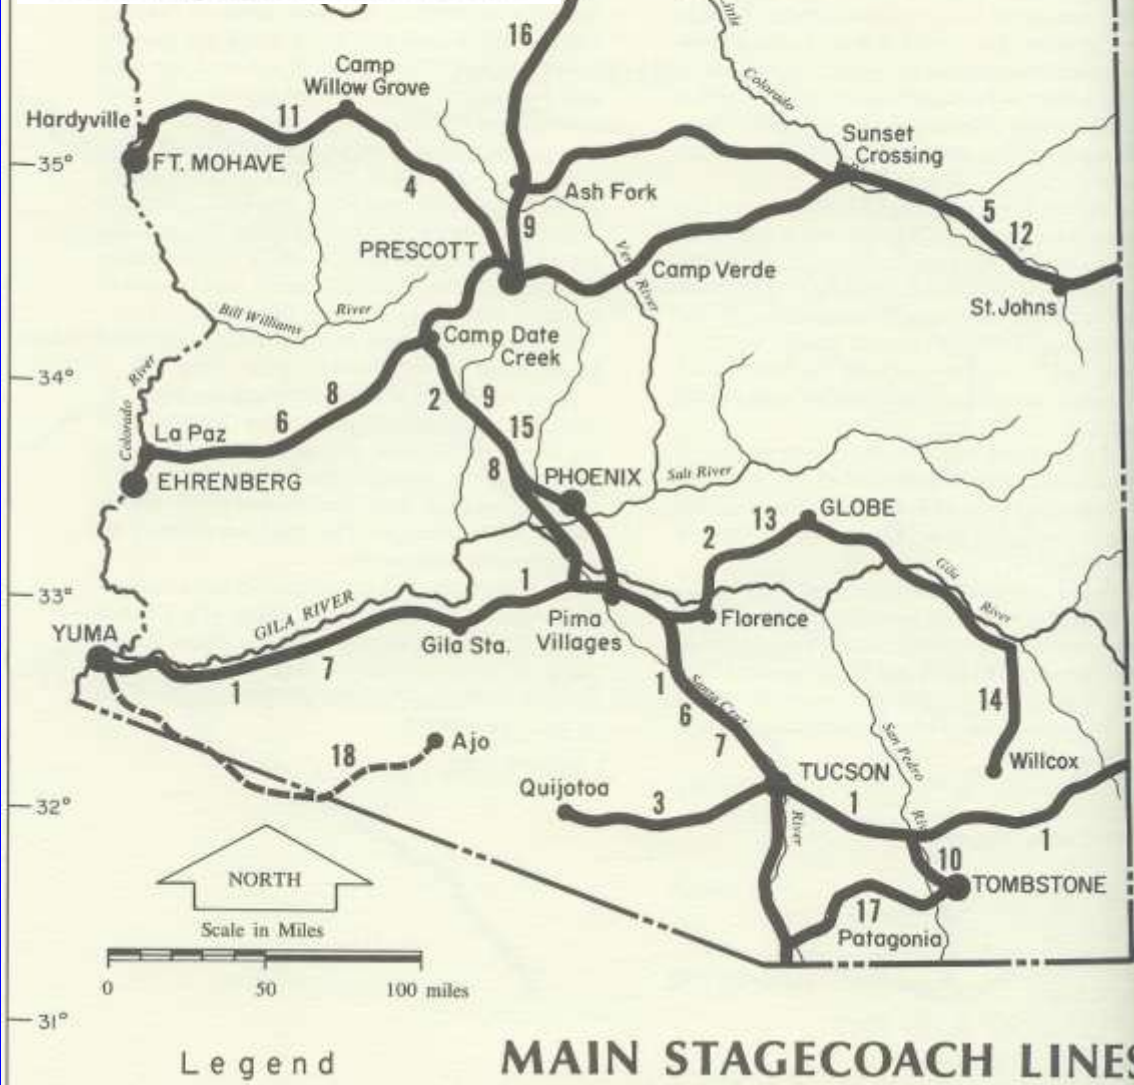 16
Little
Colorado
Camp
Willow Grove
Hardyville
11
Sunset
Crossing
35°
FT. MOHAVE
4
Ash Fork
5
12
9
PRESCOTT
Ver
River
Camp Verde
St. Johns
Bill Williams
River
Camp Date
Creek
34°
Colorado
River
8
2
9
6
15
La Paz
8
PHOENIX
Salt River
EHRENBERG
GLOBE
13
2
Gila
River
33°
1
GILA RIVER
Pima
Villages
Florence
YUMA
Gila Sta.
7
1
1
Santa Cruz
6
7
14
San Pedro
Riv
18
Ajo
Willcox
TUCSON
Quijotoa
3
1
32°
River
1
10
NORTH
TOMBSTONE
17
Patagonia
Scale in Miles
0 50 100 miles
31°
Legend
MAIN STAGECOACH LINES